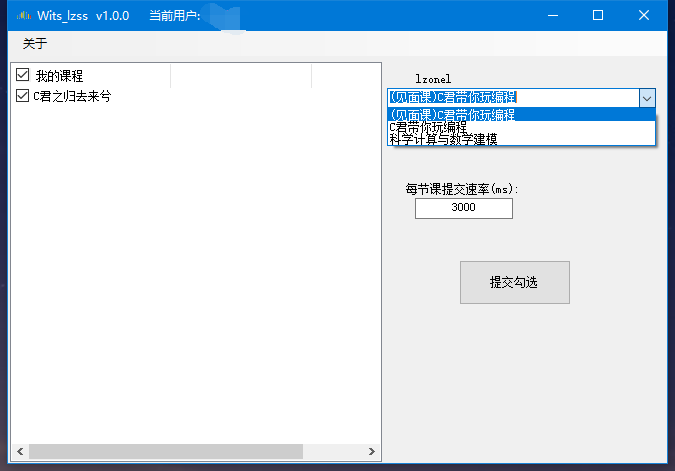 Wits_lzss v1.0.0 当前用户:
关于
我的课程
C君之归去来兮
lzonel
(见面课)C君带你玩编程
(见面课)C君带你玩编程
C君带你玩编程
科学计算与数学建模
每节课提交速率(ms):
3000
提交勾选